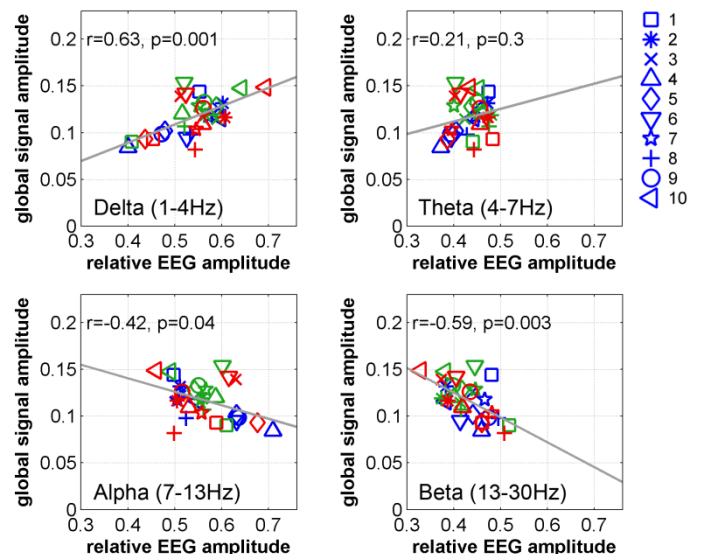 0.2
0.15
0.1
0.05
0
global signal amplitude
r=0.63, p=0.001
Delta (1-4Hz)
0.3 0.4 0.5 0.6 0.7
relative EEG amplitude
0.2
0.15
0.1
0.05
0
global signal amplitude
r=0.21, p=0.3
Theta (4-7Hz)
0.3 0.4 0.5 0.6 0.7
relative EEG amplitude
1
2
3
4
5
6
7
8
9
10
0.2
0.15
0.1
0.05
0
global signal amplitude
r=-0.42, p=0.04
Alpha (7-13Hz)
0.3 0.4 0.5 0.6 0.7
relative EEG amplitude
0.2
0.15
0.1
0.05
0
global signal amplitude
r=-0.59, p=0.003
Beta (13-30Hz)
0.3 0.4 0.5 0.6 0.7
relative EEG amplitude